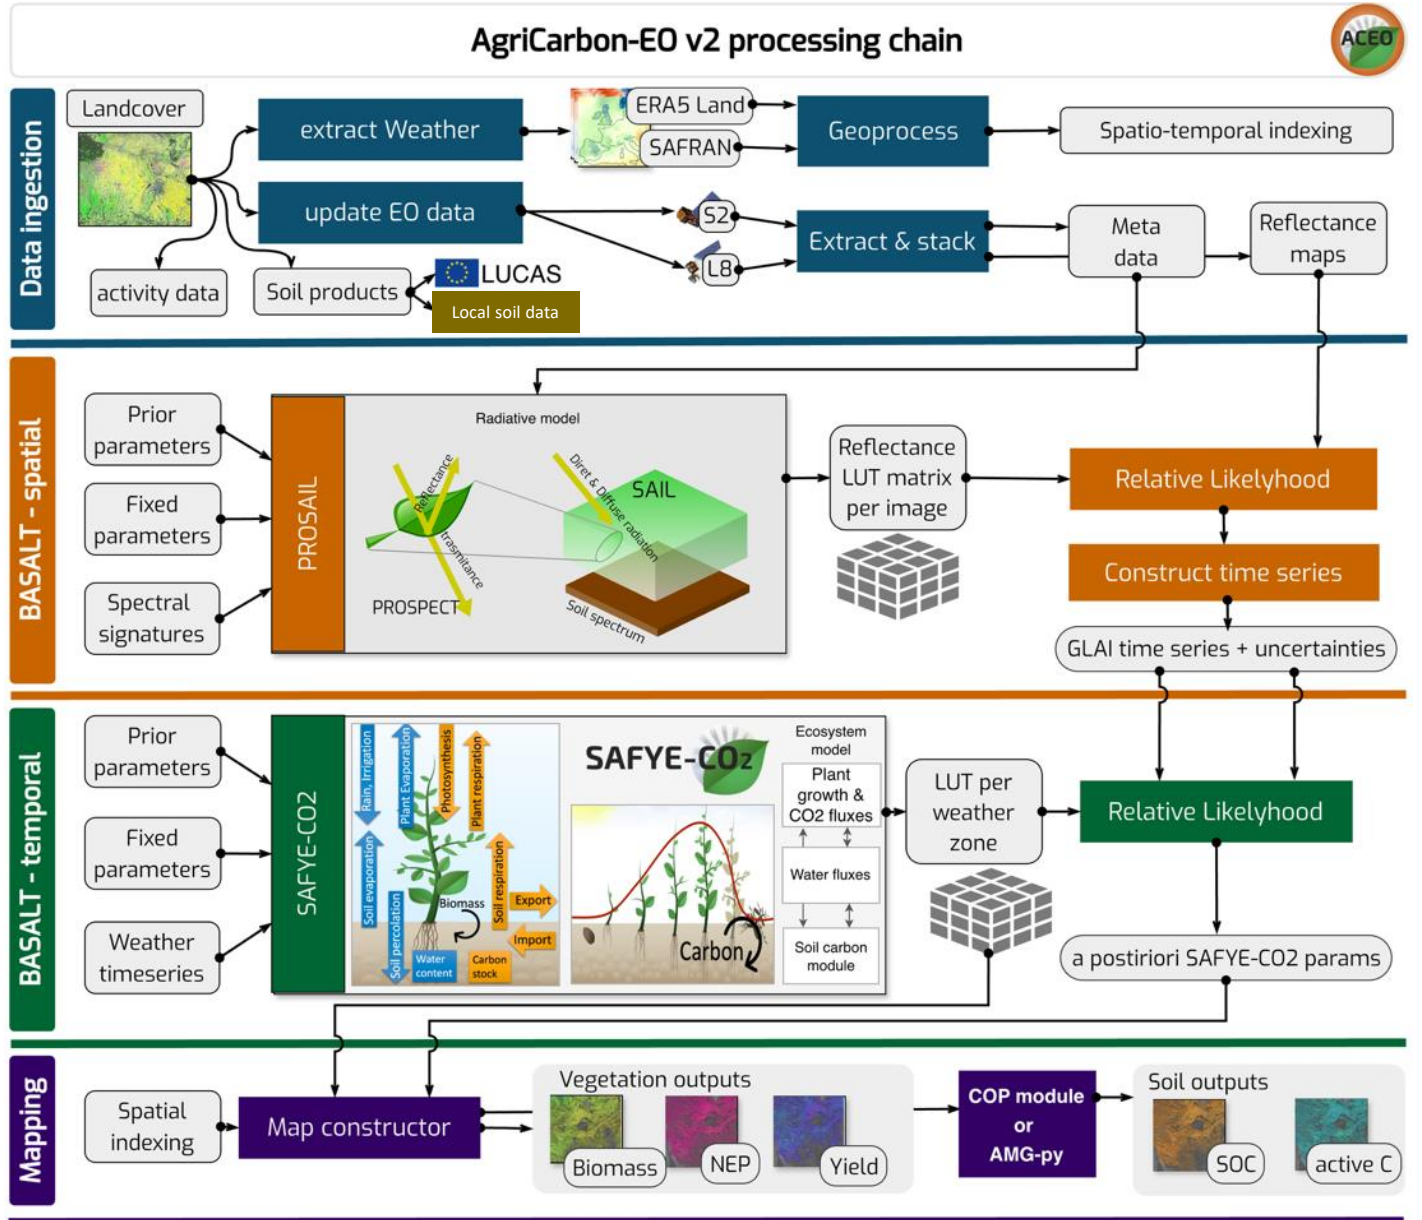 AgriCarbon-EO v2 processing chain
ACEO
Data ingestion
Landcover
extract Weather
ERA5 Land
SAFRAN
Geoprocess
Spatio-temporal indexing
update EO data
S2
L8
Extract & stack
Meta
data
Reflectance
maps
activity data
Soil products
LUCAS
Local soil data
BASALT - spatial
Prior
parameters
Fixed
parameters
Spectral
signatures
PROSAIL
Radiative model
Reflectance
trasmitance
PROSPECT
Diret & Diffuse radiation
SAIL
Soil spectrum
Reflectance
LUT matrix
per image
Relative Likelyhood
Construct time series
GLAI time series + uncertainties
BASALT - temporal
Prior
parameters
Fixed
parameters
Weather
timeseries
SAFYE-CO2
Rain, Irrigation
Plant Evaporation
Photosynthesis
Plant respiration
Soil evaporation
Soil percolation
Soil respiration
Biomass
Export
Import
Water
content
Carbon
stock
SAFYE-CO2
Carbon
Ecosystem
model
Plant
growth &
CO2 fluxes
Water fluxes
Soil carbon
module
LUT per
weather
zone
Relative Likelyhood
a postiriori SAFYE-CO2 params
Mapping
Spatial
indexing
Map constructor
Vegetation outputs
Biomass
NEP
Yield
COP module
or
AMG-py
Soil outputs
SOC
active C